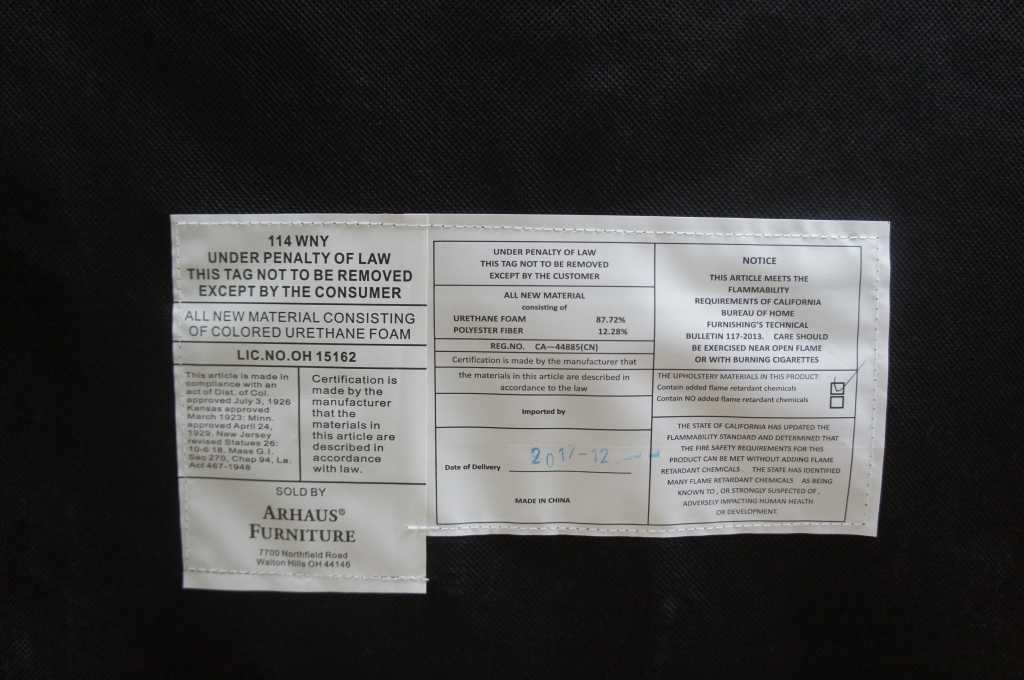 114 WNY
UNDER PENALTY OF LAW
THIS TAG NOT TO BE REMOVED
EXCEPT BY THE CONSUMER
ALL NEW MATERIAL CONSISTING
OF COLORED URETHANE FOAM
LIC.NO.OH 15162
This article is made in
compliance with an
act of Dist. of Col.
approved July 3, 1926
Kansas approved
March 1923; Minn.
approved April 24,
1929, New Jersey
revised Statues 26:
10-6 18. Mass G.I.
Sec 270, Chap 94, La.
Act 467-1948
Certification is
made by the
manufacturer
that the
materials in
this article are
described in
accordance
with law.
SOLD BY
ARHAUS®
FURNITURE
7700 Northfield Road
Walton Hills OH 44146
UNDER PENALTY OF LAW
THIS TAG NOT TO BE REMOVED
EXCEPT BY THE CUSTOMER
ALL NEW MATERIAL
consisting of
URETHANE FOAM 87.72%
POLYESTER FIBER 12.28%
REG.NO. CA—44885(CN)
Certification is made by the manufacturer that
the materials in this article are described in
accordance to the law
Imported by
Date of Delivery 2017-12
MADE IN CHINA
NOTICE
THIS ARTICLE MEETS THE
FLAMMABILITY
REQUIREMENTS OF CALIFORNIA
BUREAU OF HOME
FURNISHING'S TECHNICAL
BULLETIN 117-2013. CARE SHOULD
BE EXERCISED NEAR OPEN FLAME
OR WITH BURNING CIGARETTES
THE UPHOLSTERY MATERIALS IN THIS PRODUCT:
Contain added flame retardant chemicals
Contain NO added flame retardant chemicals
THE STATE OF CALIFORNIA HAS UPDATED THE
FLAMMABILITY STANDARD AND DETERMINED THAT
THE FIRE SAFETY REQUIREMENTS FOR THIS
PRODUCT CAN BE MET WITHOUT ADDING FLAME
RETARDANT CHEMICALS . THE STATE HAS IDENTIFIED
MANY FLAME RETARDANT CHEMICALS AS BEING
KNOWN TO , OR STRONGLY SUSPECTED OF ,
ADVERSELY IMPACTING HUMAN HEALTH
OR DEVELOPMENT.